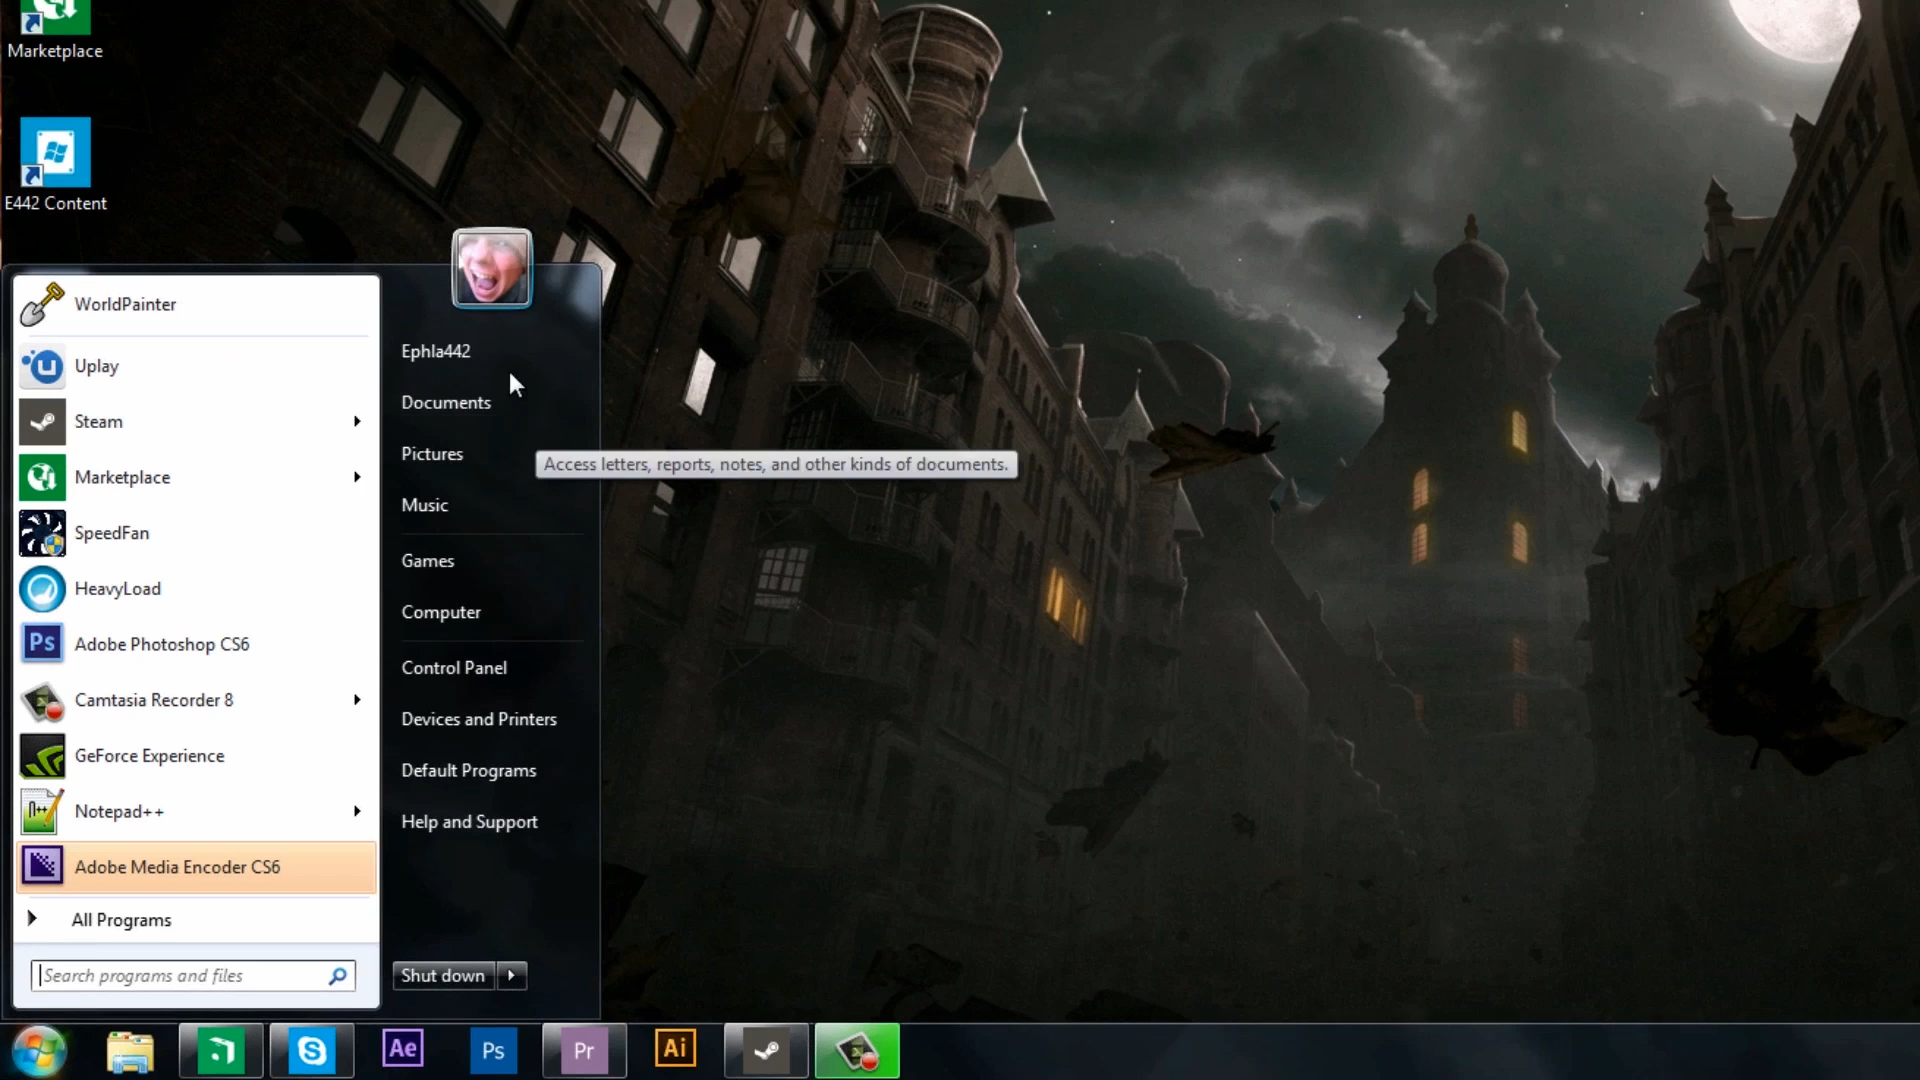 Marketplace
E442 Content
WorldPainter
Uplay
Steam
Marketplace
SpeedFan
HeavyLoad
Ps
Adobe Photoshop CS6
Camtasia Recorder 8
GeForce Experience
Notepad++
Adobe Media Encoder CS6
All Programs
Search programs and files
Ephla442
Documents
Pictures
Access letters, reports, notes, and other kinds of documents.
Music
Games
Computer
Control Panel
Devices and Printers
Default Programs
Help and Support
Shut down
Ae
Ps
Pr
Ai